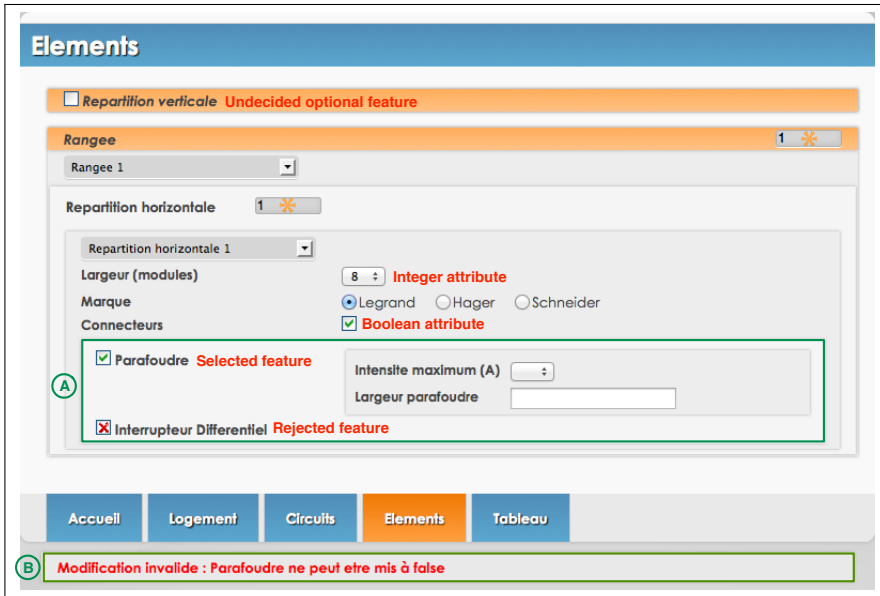 Elements
Repartition verticale Undecided optional feature
Rangee 1
Rangee 1
Repartition horizontale 1
Repartition horizontale 1
Largeur (modules) 8 Integer attribute
Marque Legrand Hager Schneider
Connecteurs Boolean attribute
A
Parafoudre Selected feature
Intensite maximum (A)
Largeur parafoudre
Interrupteur Differentiel Rejected feature
Accueil Logement Circuits Elements Tableau
B Modification invalide : Parafoudre ne peut etre mis à false